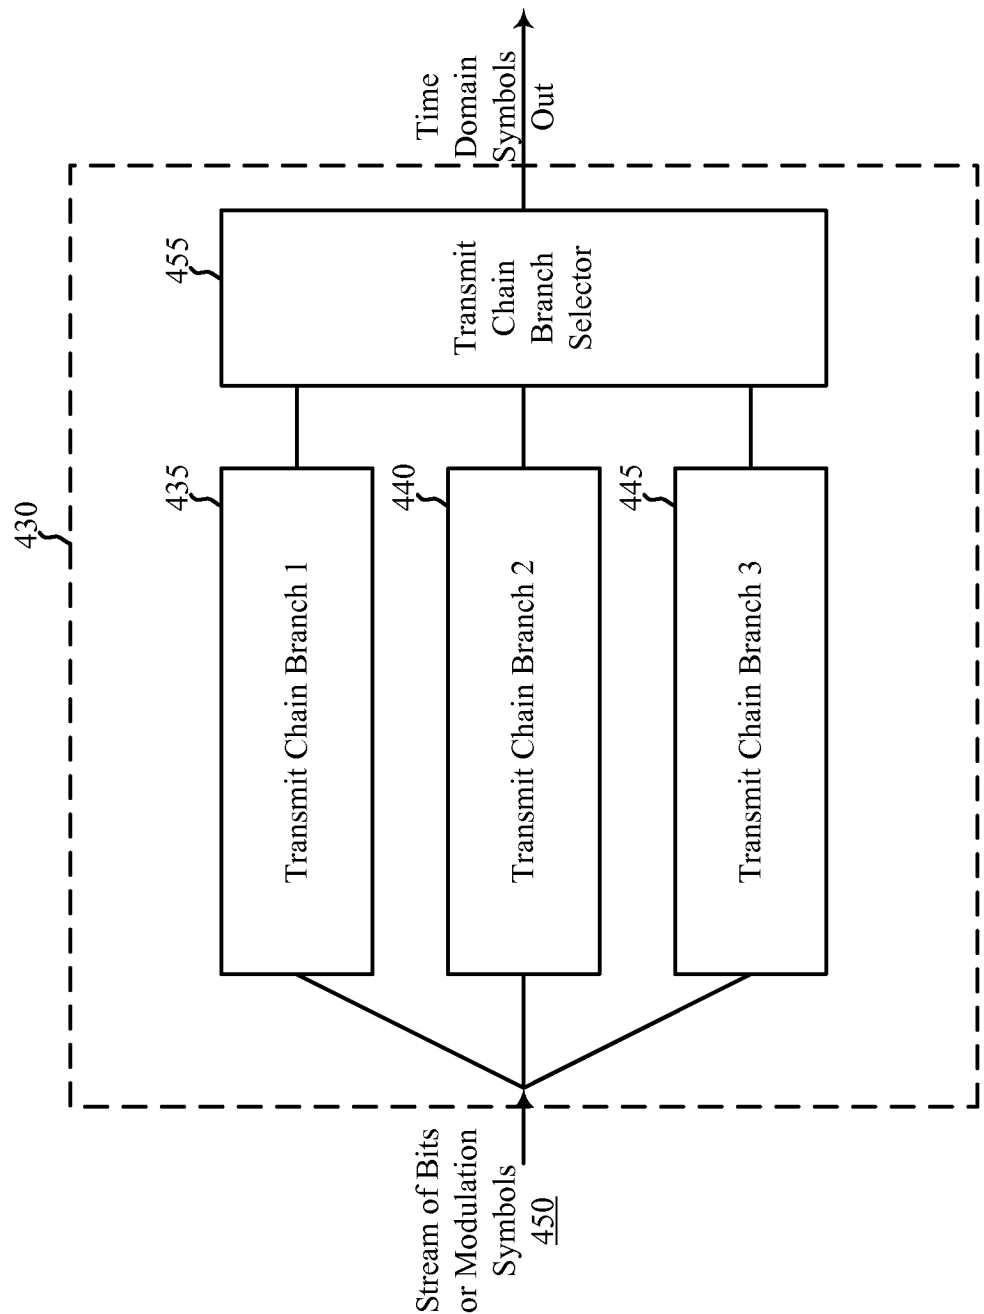 430
Stream of Bits
or Modulation
Symbols
450
435
Transmit Chain Branch 1
440
Transmit Chain Branch 2
445
Transmit Chain Branch 3
455
Transmit
Chain
Branch
Selector
Time
Domain
Symbols
Out